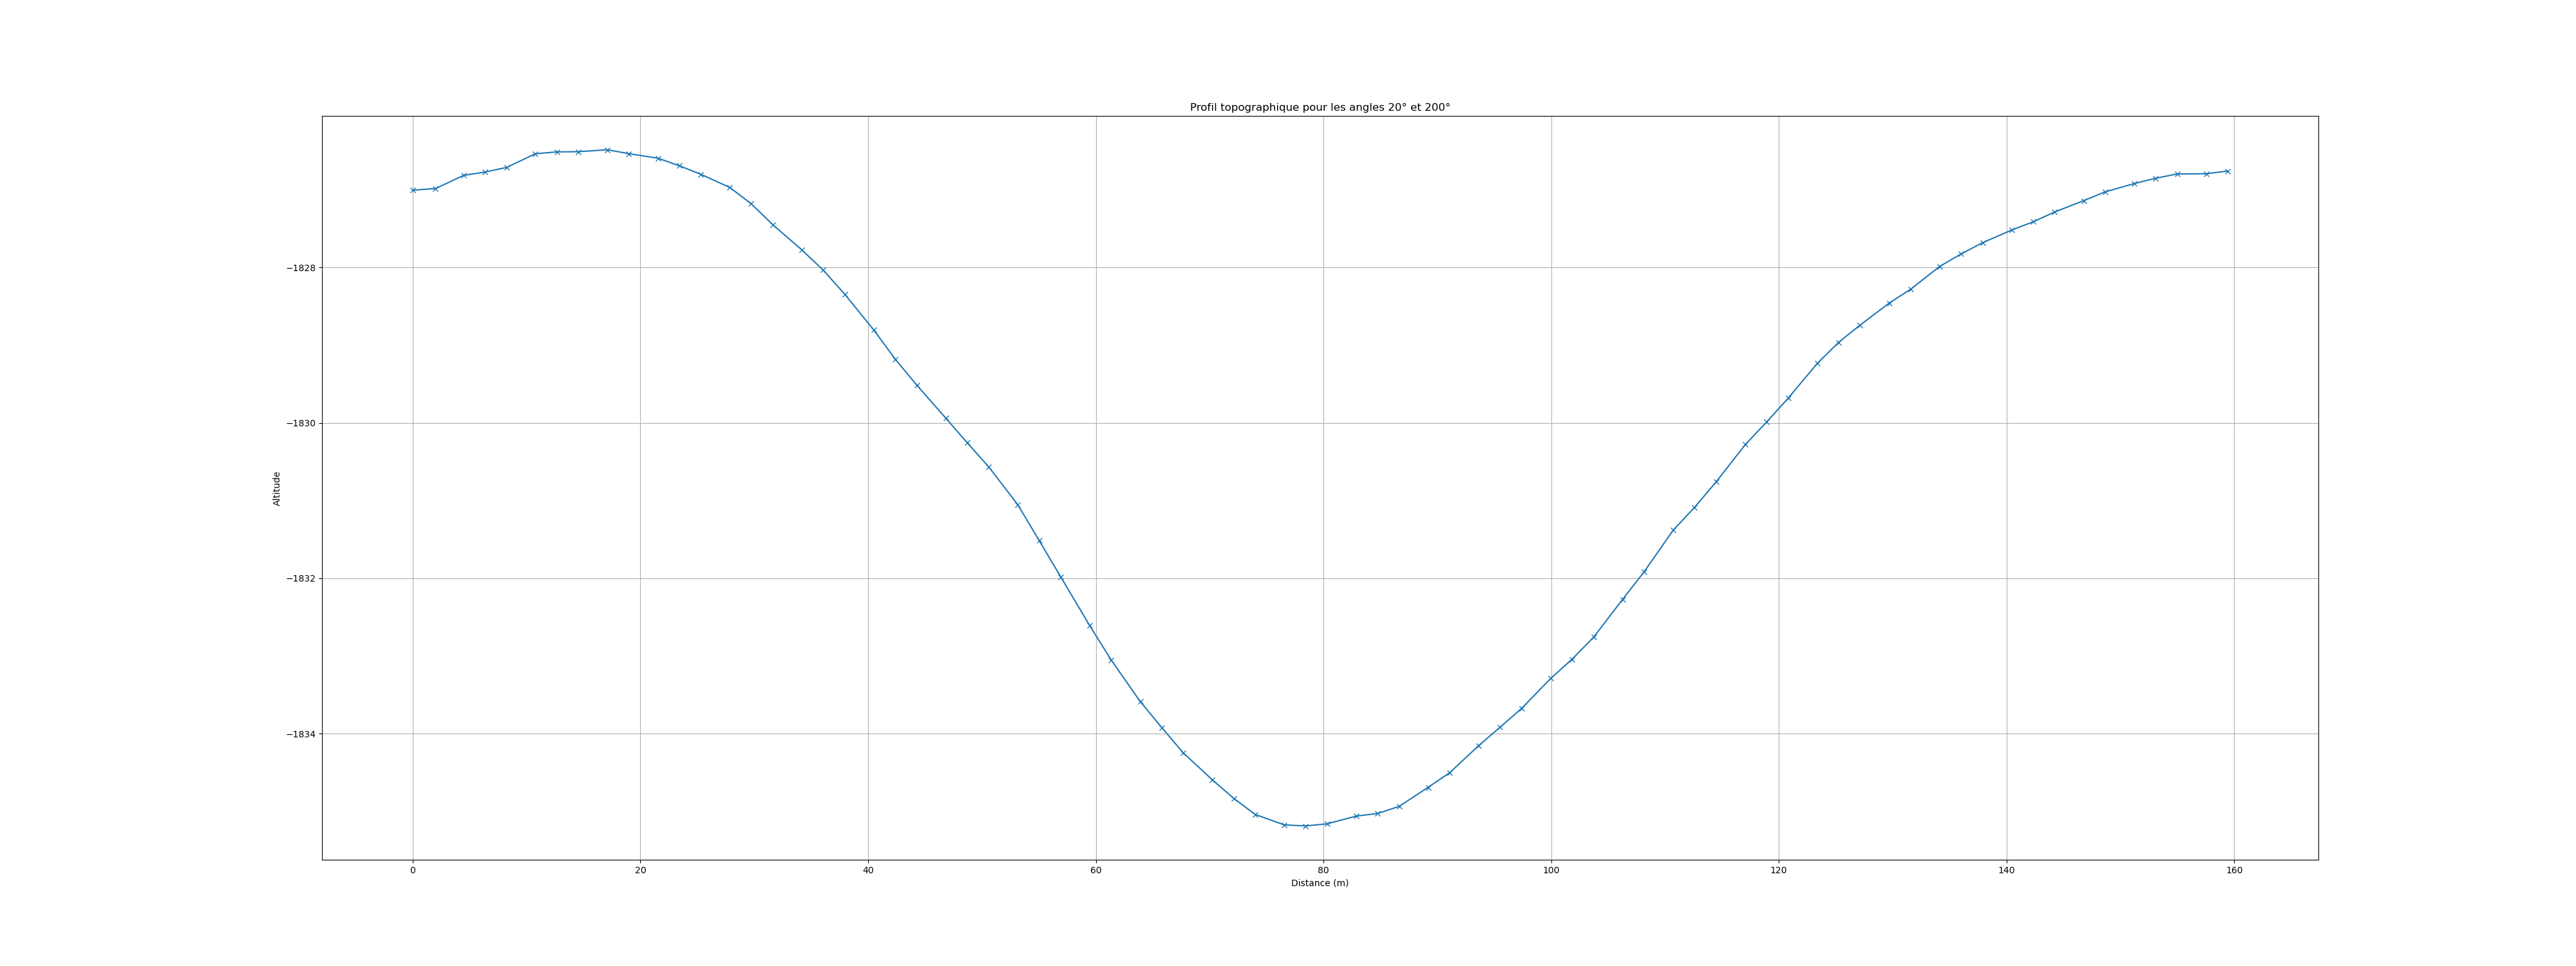 Profil topographique pour les angles 20° et 200°
−1828
−1830
−1832
−1834
Altitude
0 20 40 60 80 100 120 140 160
Distance (m)